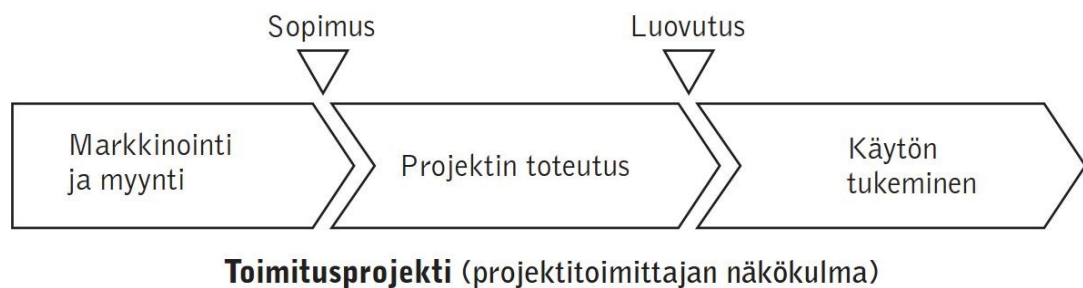 Sopimus
Luovutus
Markkinointi
ja myynti
Projektin toteutus
Käytön
tukeminen
Toimitusprojekti (projektitoimittajan näkökulma)